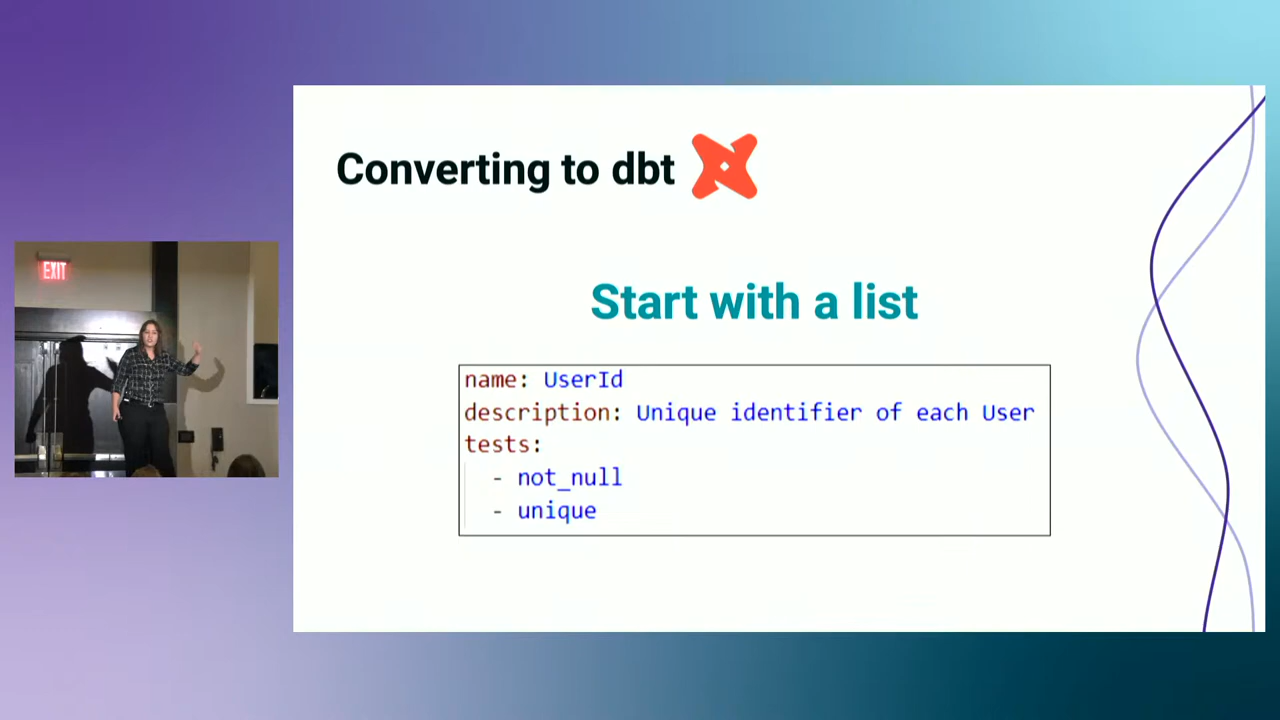 EXIT
Converting to dbt
Start with a list
name: UserId
description: Unique identifier of each User
tests:
- not_null
- unique